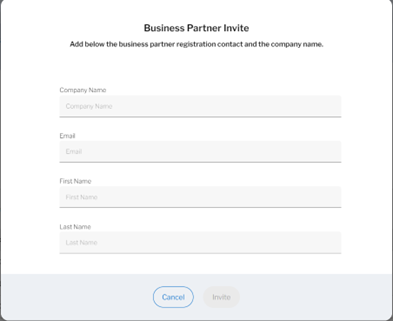 Business Partner Invite
Add below the business partner registration contact and the company name.
Company Name
Company Name
Email
Email
First Name
First Name
Last Name
Last Name
Cancel
Invite